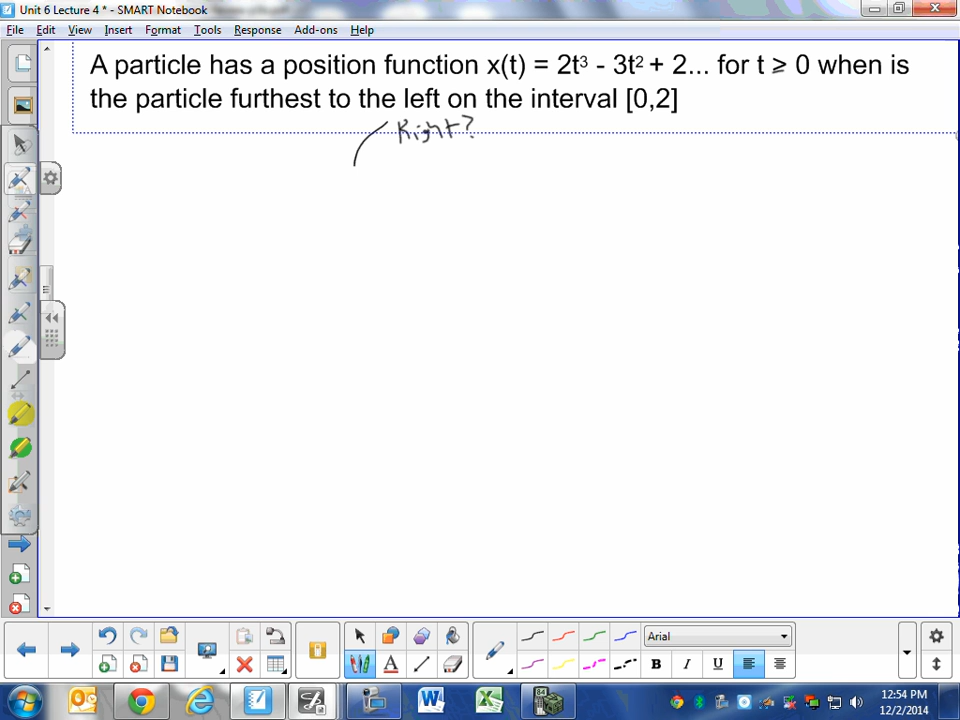 Unit 6 Lecture 4 * - SMART Notebook
File Edit View Insert Format Tools Response Add-ons Help
A particle has a position function x(t) = 2t³ - 3t² + 2... for t ≥ 0 when is
the particle furthest to the left on the interval [0,2]
Right?
Arial
B I U
12:54 PM
12/2/2014